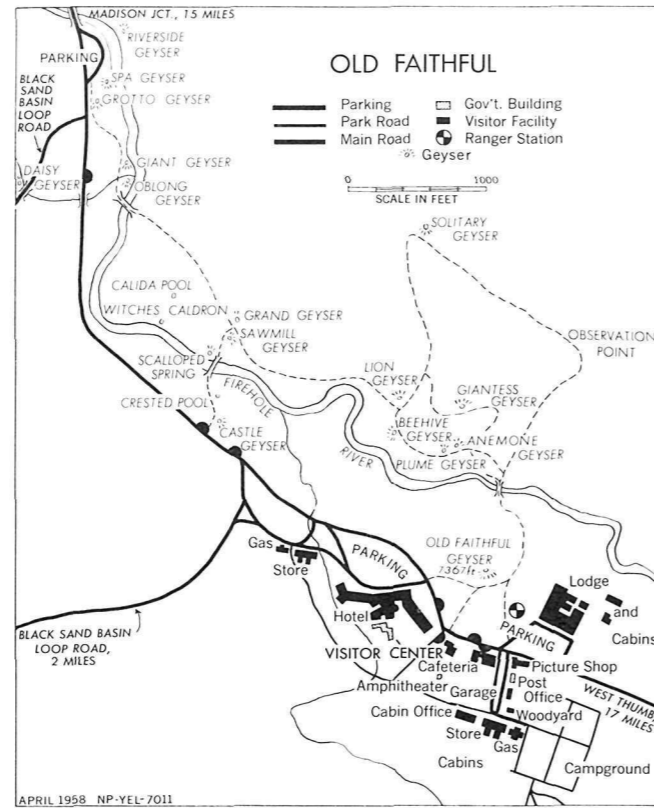 MADISON JCT., 15 MILES
RIVERSIDE
GEYSER
PARKING
SPA GEYSER
GROTTO GEYSER
BLACK
SAND
BASIN
LOOP
ROAD
GIANT GEYSER
DAISY
GEYSER
OBLONG
GEYSER
OLD FAITHFUL
Parking
Park Road
Main Road
Gov't. Building
Visitor Facility
Ranger Station
Geyser
0
1000
SCALE IN FEET
SOLITARY
GEYSER
CALIDA POOL
WITCHES CALDRON
GRAND GEYSER
SAWMILL
GEYSER
OBSERVATION
POINT
SCALLOPED
SPRING
LION
GEYSER
GIANTESS
GEYSER
CRESTED POOL
FIREHOLE
RIVER
CASTLE
GEYSER
BEEHIVE
GEYSER
ANEMONE
GEYSER
PLUME GEYSER
Gas
Store
PARKING
OLD FAITHFUL
GEYSER
7367ft.
Lodge
and
Cabins
Hotel
PARKING
BLACK SAND BASIN
LOOP ROAD,
2 MILES
VISITOR CENTER
Cafeteria
Picture Shop
Amphitheater
Garage
Post
Office
WEST THUMB,
17 MILES
Cabin Office
Woodyard
Store
Gas
Cabins
Campground
APRIL 1958 NP-YEL-7011